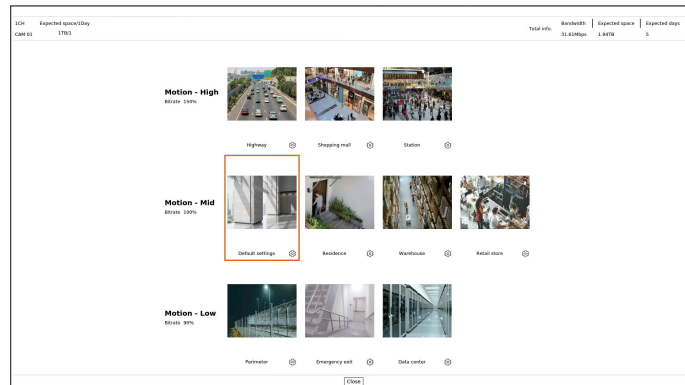 1CH Expected space/1Day Total info. Bandwidth Expected space Expected days
CAM 01 1TB/1 31.61Mbps 1.94TB 5
Motion - High
Bitrate 150%
Highway Shopping mall Station
Motion - Mid
Bitrate 100%
Default settings Residence Warehouse Retail store
Motion - Low
Bitrate 90%
Perimeter Emergency exit Data center
Close